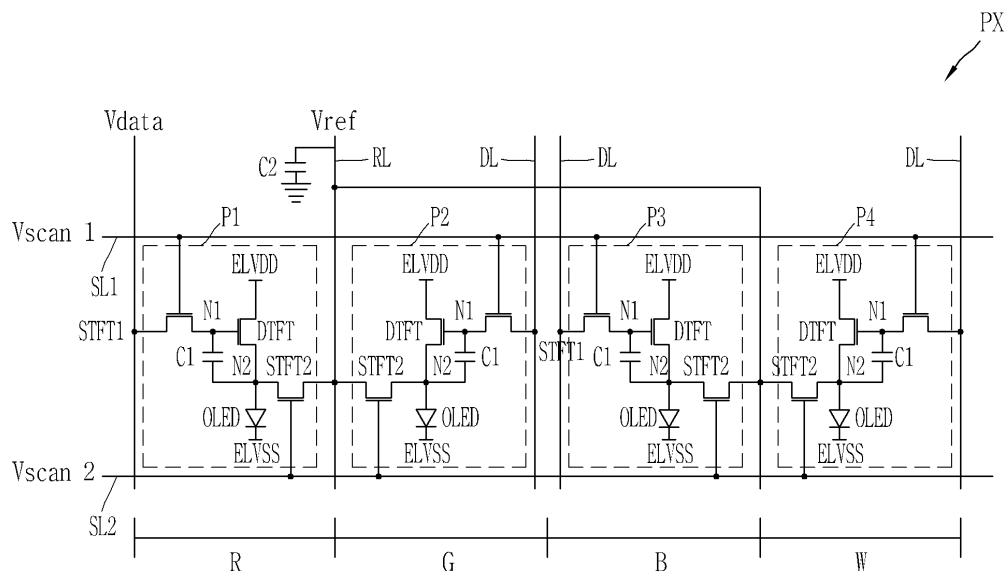 PX
Vdata Vref
C2 RL DL DL DL
Vscan 1 P1 P2 P3 P4
SL1 ELVDD ELVDD ELVDD ELVDD
STFT1 N1 DTFT DTFT N1 STFT1 N1 DTFT DTFT N1
C1 N2 STFT2 STFT2 N2 C1 C1 N2 STFT2 STFT2 N2 C1
OLED OLED OLED OLED
ELVSS ELVSS ELVSS ELVSS
Vscan 2
SL2
R G B W